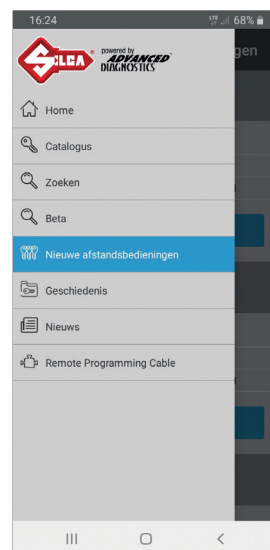 16:24 LTE 68%
gen
SILCA powered by
ADVANCED
DIAGNOSTICS
Home
Catalogus
Zoeken
Beta
Nieuwe afstandsbedieningen
Geschiedenis
Nieuws
Remote Programming Cable